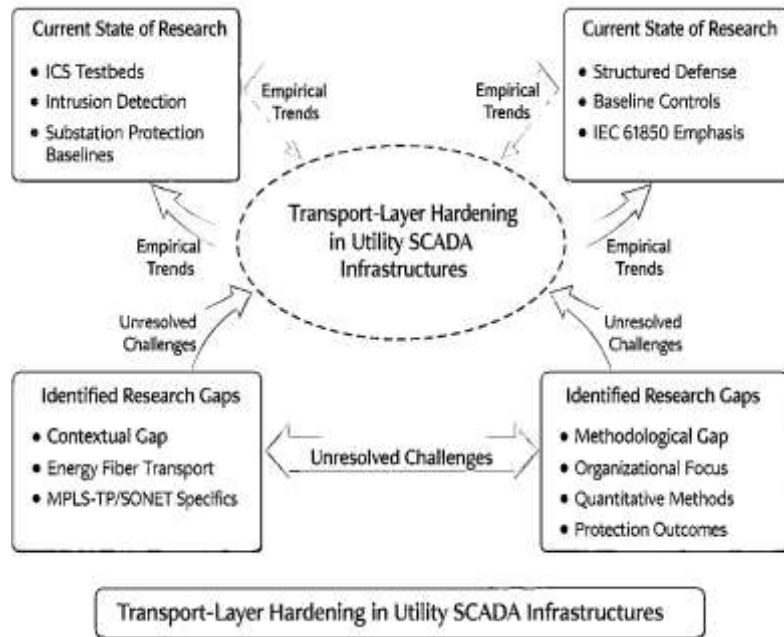 Current State of Research
• ICS Testbeds
• Intrusion Detection
• Substation Protection
Baselines
Current State of Research
• Structured Defense
• Baseline Controls
• IEC 61850 Emphasis
Empirical
Trends
Empirical
Trends
Transport-Layer Hardening
in Utility SCADA
Infrastructures
Empirical
Trends
Empirical
Trends
Unresolved
Challenges
Unresolved
Challenges
Identified Research Gaps
• Contextual Gap
• Energy Fiber Transport
• MPLS-TP/SONET Specifics
Unresolved Challenges
Identified Research Gaps
• Methodological Gap
• Organizational Focus
• Quantitative Methods
• Protection Outcomes
Transport-Layer Hardening in Utility SCADA Infrastructures